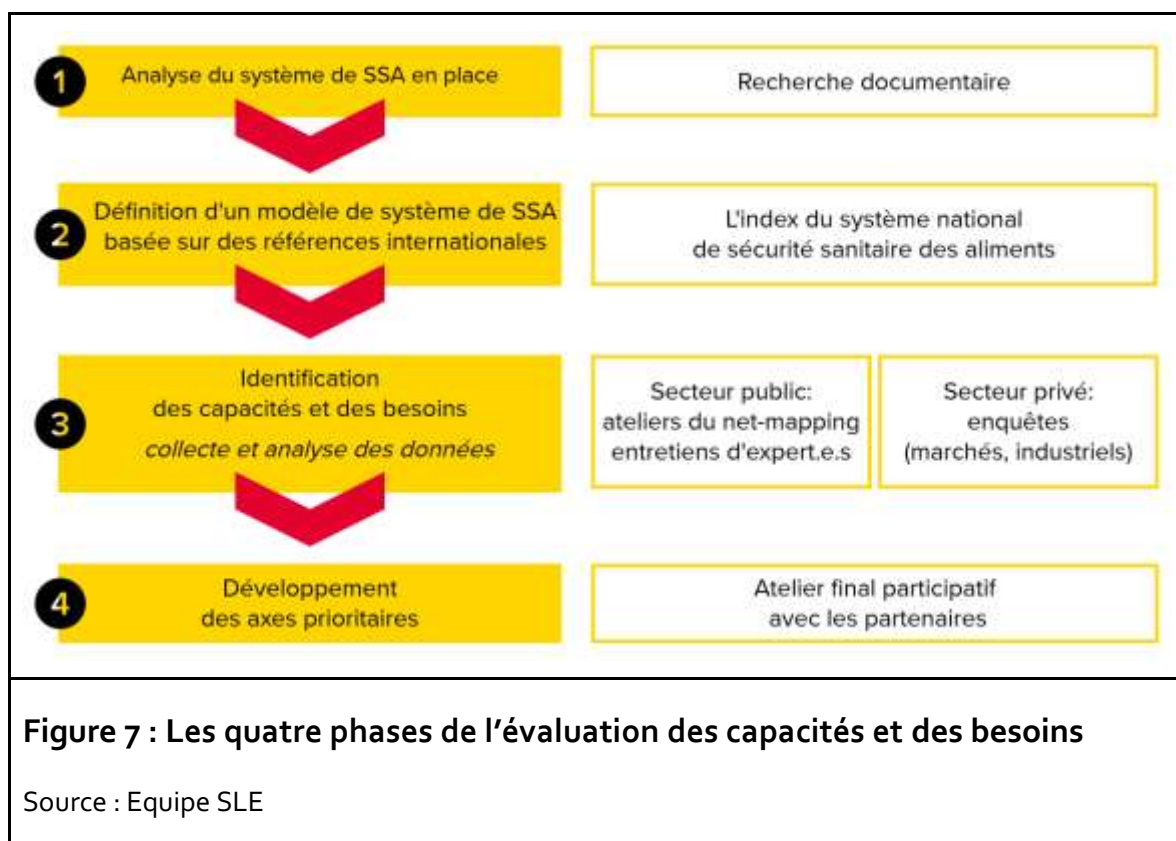 1
Analyse du système de SSA en place
Recherche documentaire
2
Définition d'un modèle de système de SSA
basée sur des références internationales
L'index du système national
de sécurité sanitaire des aliments
3
Identification
des capacités et des besoins
collecte et analyse des données
Secteur public:
ateliers du net-mapping
entretiens d'expert.e.s
Secteur privé:
enquêtes
(marchés, industriels)
4
Développement
des axes prioritaires
Atelier final participatif
avec les partenaires
Figure 7 : Les quatre phases de l’évaluation des capacités et des besoins
Source : Equipe SLE